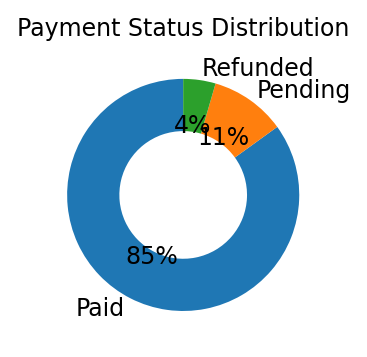 Payment Status Distribution
Refunded
Pending
4%
11%
85%
Paid